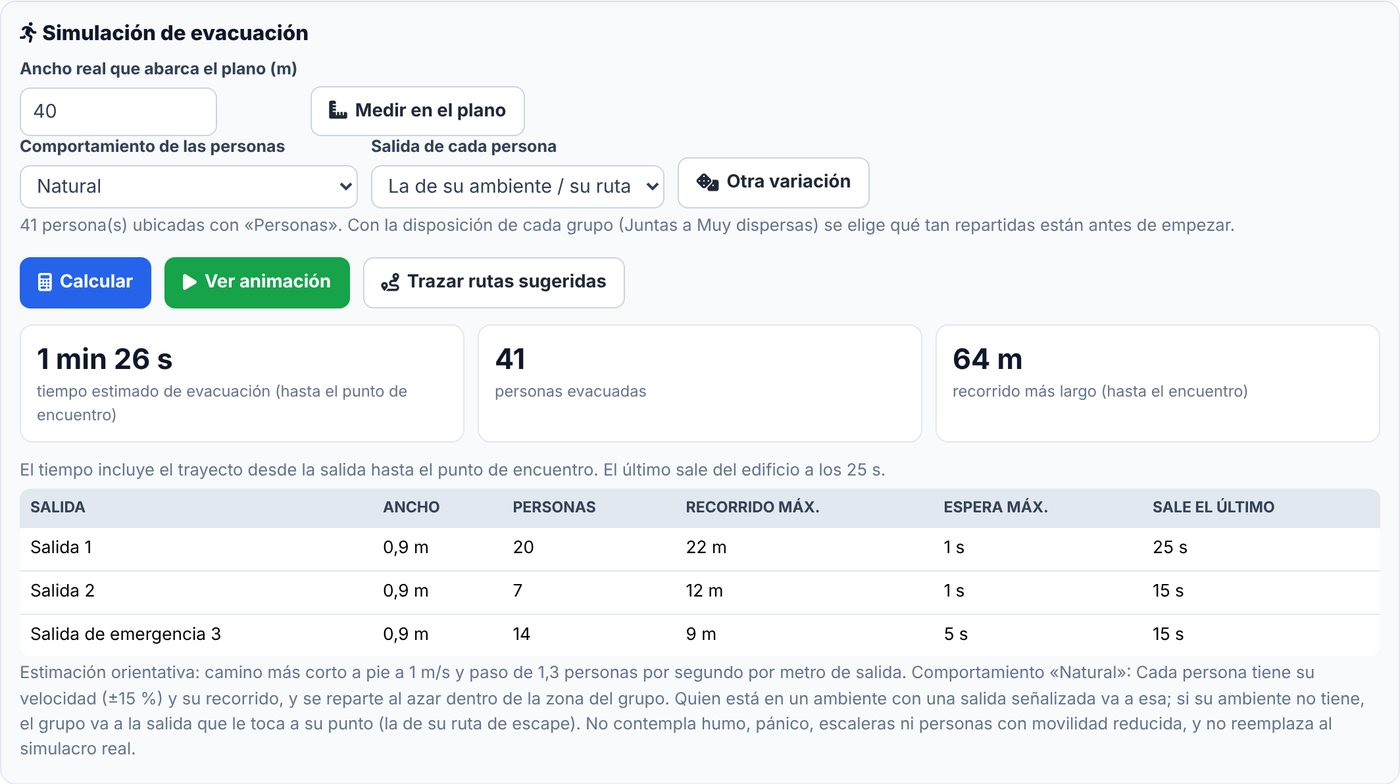 Simulación de evacuación
Ancho real que abarca el plano (m)
40
Medir en el plano
Comportamiento de las personas
Salida de cada persona
Natural
La de su ambiente / su ruta
Otra variación
41 persona(s) ubicadas con «Personas». Con la disposición de cada grupo (Juntas a Muy dispersas) se elige qué tan repartidas están antes de empezar.
Calcular
Ver animación
Trazar rutas sugeridas
1 min 26 s
tiempo estimado de evacuación (hasta el punto de
encuentro)
41
personas evacuadas
64 m
recorrido más largo (hasta el encuentro)
El tiempo incluye el trayecto desde la salida hasta el punto de encuentro. El último sale del edificio a los 25 s.
SALIDA ANCHO PERSONAS RECORRIDO MÁX. ESPERA MÁX. SALE EL ÚLTIMO
Salida 1 0,9 m 20 22 m 1 s 25 s
Salida 2 0,9 m 7 12 m 1 s 15 s
Salida de emergencia 3 0,9 m 14 9 m 5 s 15 s
Estimación orientativa: camino más corto a pie a 1 m/s y paso de 1,3 personas por segundo por metro de salida. Comportamiento «Natural»: Cada persona tiene su
velocidad (±15 %) y su recorrido, y se reparte al azar dentro de la zona del grupo. Quien está en un ambiente con una salida señalizada va a esa; si su ambiente no tiene,
el grupo va a la salida que le toca a su punto (la de su ruta de escape). No contempla humo, pánico, escaleras ni personas con movilidad reducida, y no reemplaza al
simulacro real.